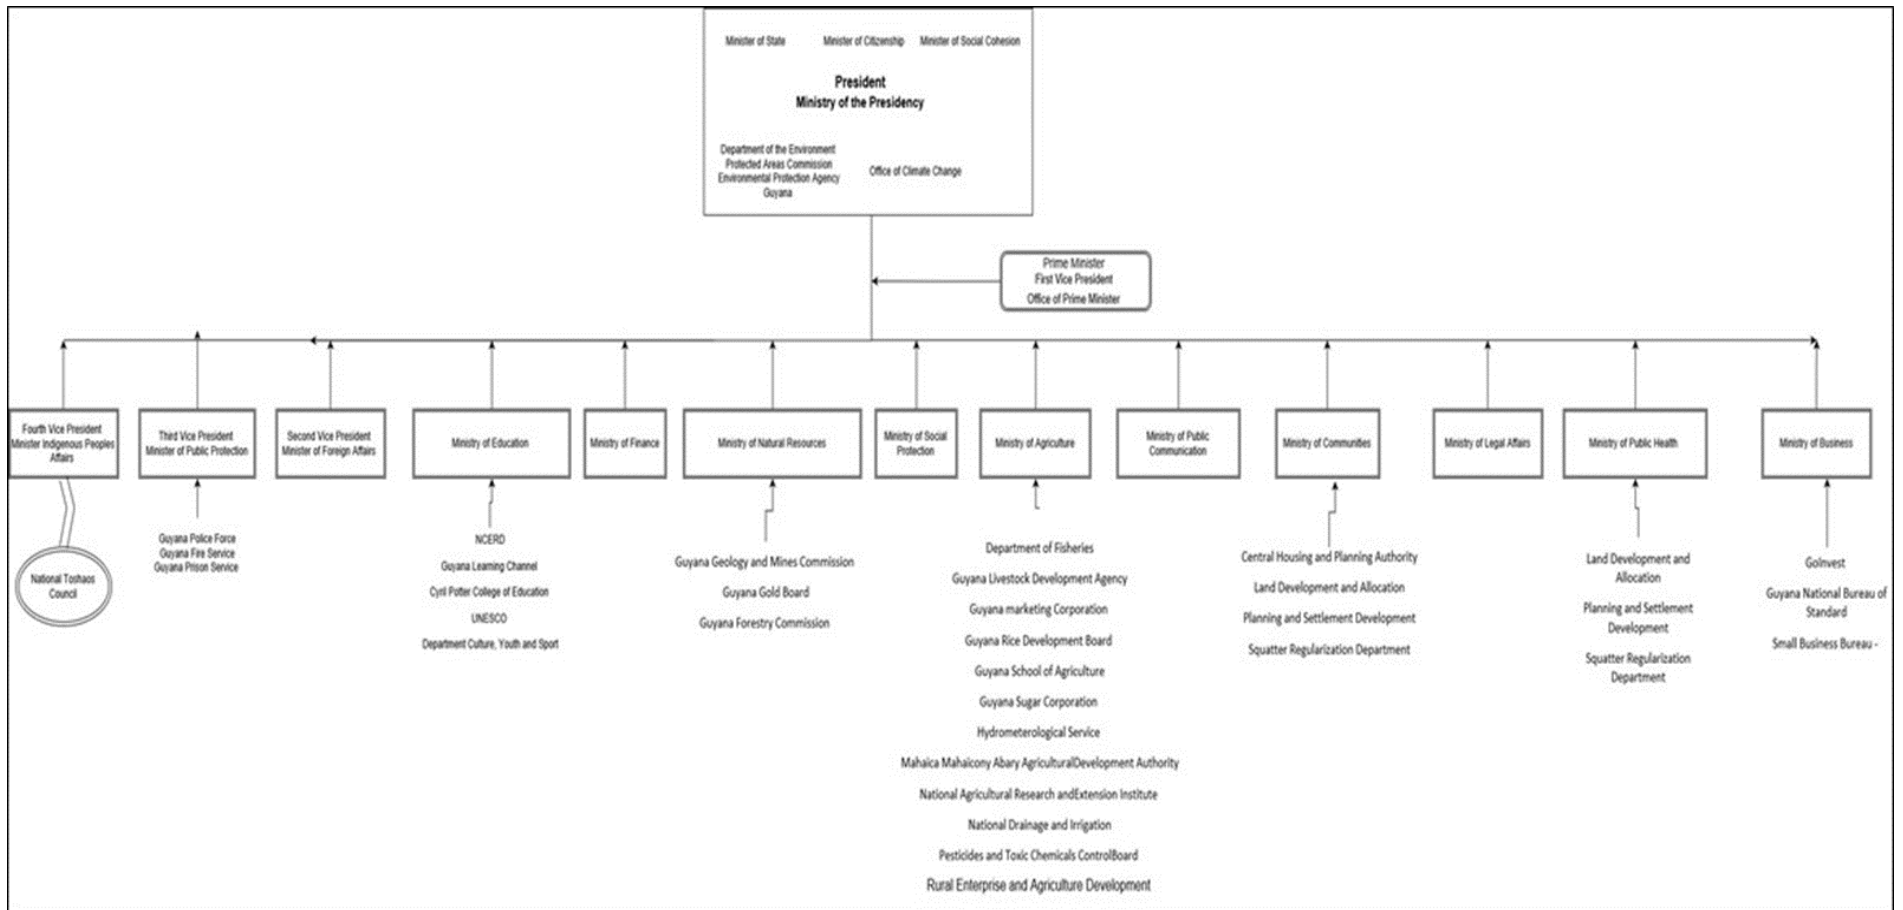 Minister of State Minister of Citizenship Minister of Social Cohesion
President
Ministry of the Presidency
Department of the Environment
Protected Areas Commission
Environmental Protection Agency
Guyana
Office of Climate Change
Prime Minister
First Vice President
Office of Prime Minister
Fourth Vice President
Minister Indigenous Peoples
Affairs
Third Vice President
Minister of Public Protection
Second Vice President
Minister of Foreign Affairs
Ministry of Education
Ministry of Finance
Ministry of Natural Resources
Ministry of Social
Protection
Ministry of Agriculture
Ministry of Public
Communication
Ministry of Communities
Ministry of Legal Affairs
Ministry of Public Health
Ministry of Business
National Toshaos
Council
Guyana Police Force
Guyana Fire Service
Guyana Prison Service
NCERD
Guyana Learning Channel
Cyril Potter College of Education
UNESCO
Department Culture, Youth and Sport
Guyana Geology and Mines Commission
Guyana Gold Board
Guyana Forestry Commission
Department of Fisheries
Guyana Livestock Development Agency
Guyana marketing Corporation
Guyana Rice Development Board
Guyana School of Agriculture
Guyana Sugar Corporation
Hydrometerological Service
Mahaica Mahaicony Abary AgriculturalDevelopment Authority
National Agricultural Research andExtension Institute
National Drainage and Irrigation
Pesticides and Toxic Chemicals ControlBoard
Rural Enterprise and Agriculture Development
Central Housing and Planning Authority
Land Development and Allocation
Planning and Settlement Development
Squatter Regularization Department
Land Development and
Allocation
Planning and Settlement
Development
Squatter Regularization
Department
GoInvest
Guyana National Bureau of
Standard
Small Business Bureau -